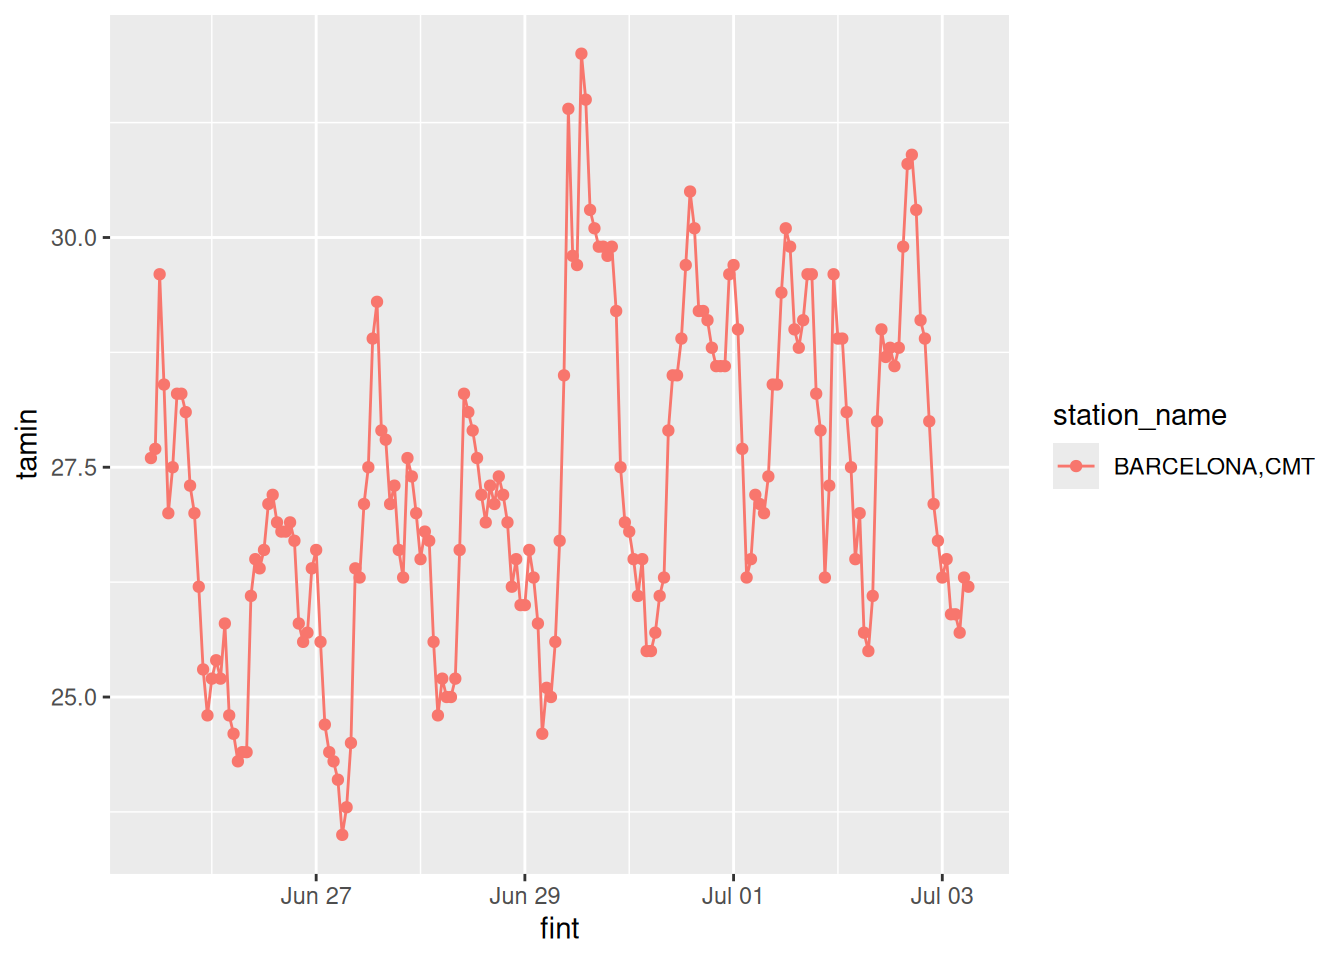 30.0
27.5
25.0
tamin
Jun 27
Jun 29
Jul 01
Jul 03
fint
station_name
BARCELONA,CMT